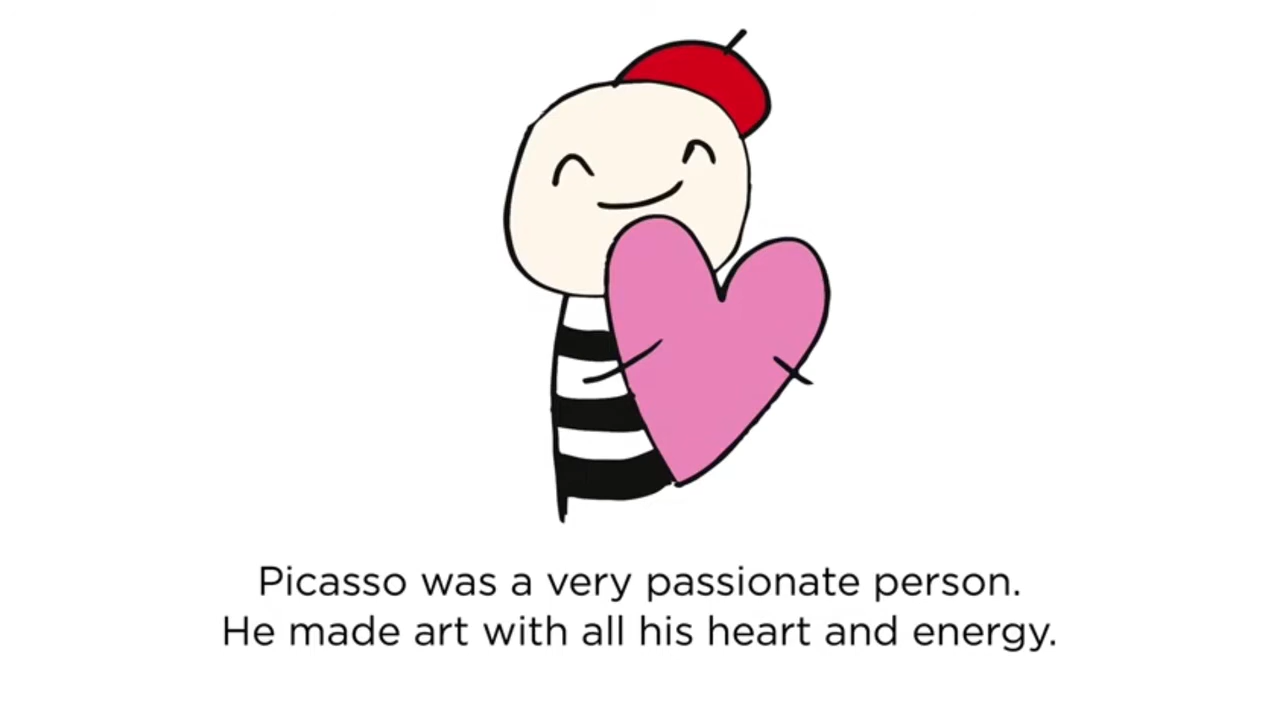 Picasso was a very passionate person.
He made art with all his heart and energy.